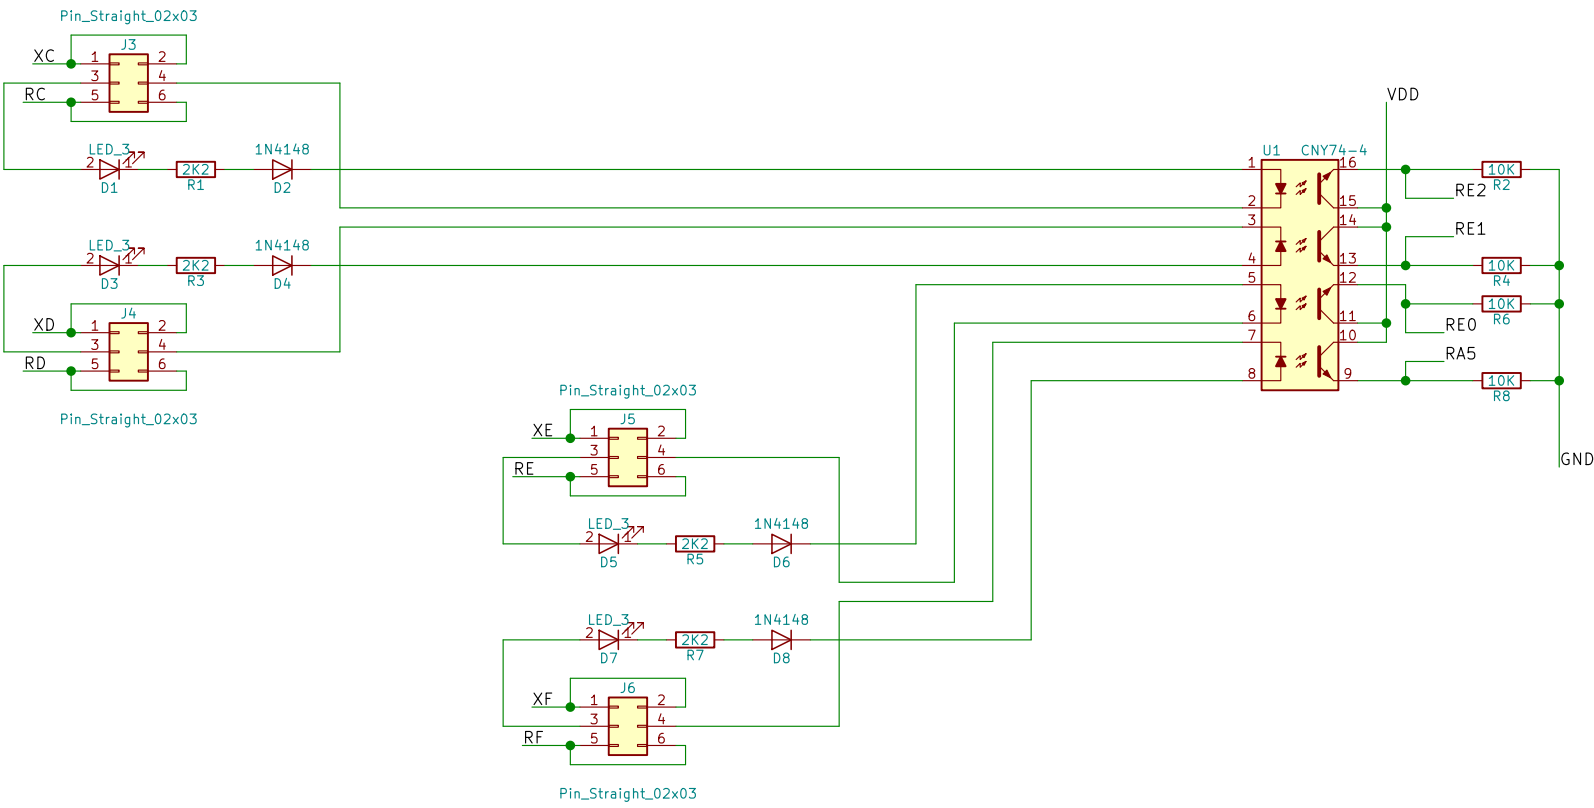 Pin_Straight_02x03
J3
XC 1 2
3 4
RC 5 6
VDD
LED_3 1N4148 U1 CNY74-4
2 1 2K2 1 16 10K
D1 R1 D2 R2
RE2
2 15
3 14
RE1
LED_3 1N4148
2 1 2K2 4 13 10K
D3 R3 D4 R4
5 12
10K
J4 R6
XD 1 2 6 11 RE0
3 4 7 10
RD 5 6 RA5
8 9 10K
Pin_Straight_02x03 R8
Pin_Straight_02x03
J5
XE 1 2
3 4 GND
RE 5 6
LED_3 1N4148
2 1 2K2
D5 R5 D6
LED_3 1N4148
2 1 2K2
D7 R7 D8
J6
XF 1 2
3 4
RF 5 6
Pin_Straight_02x03